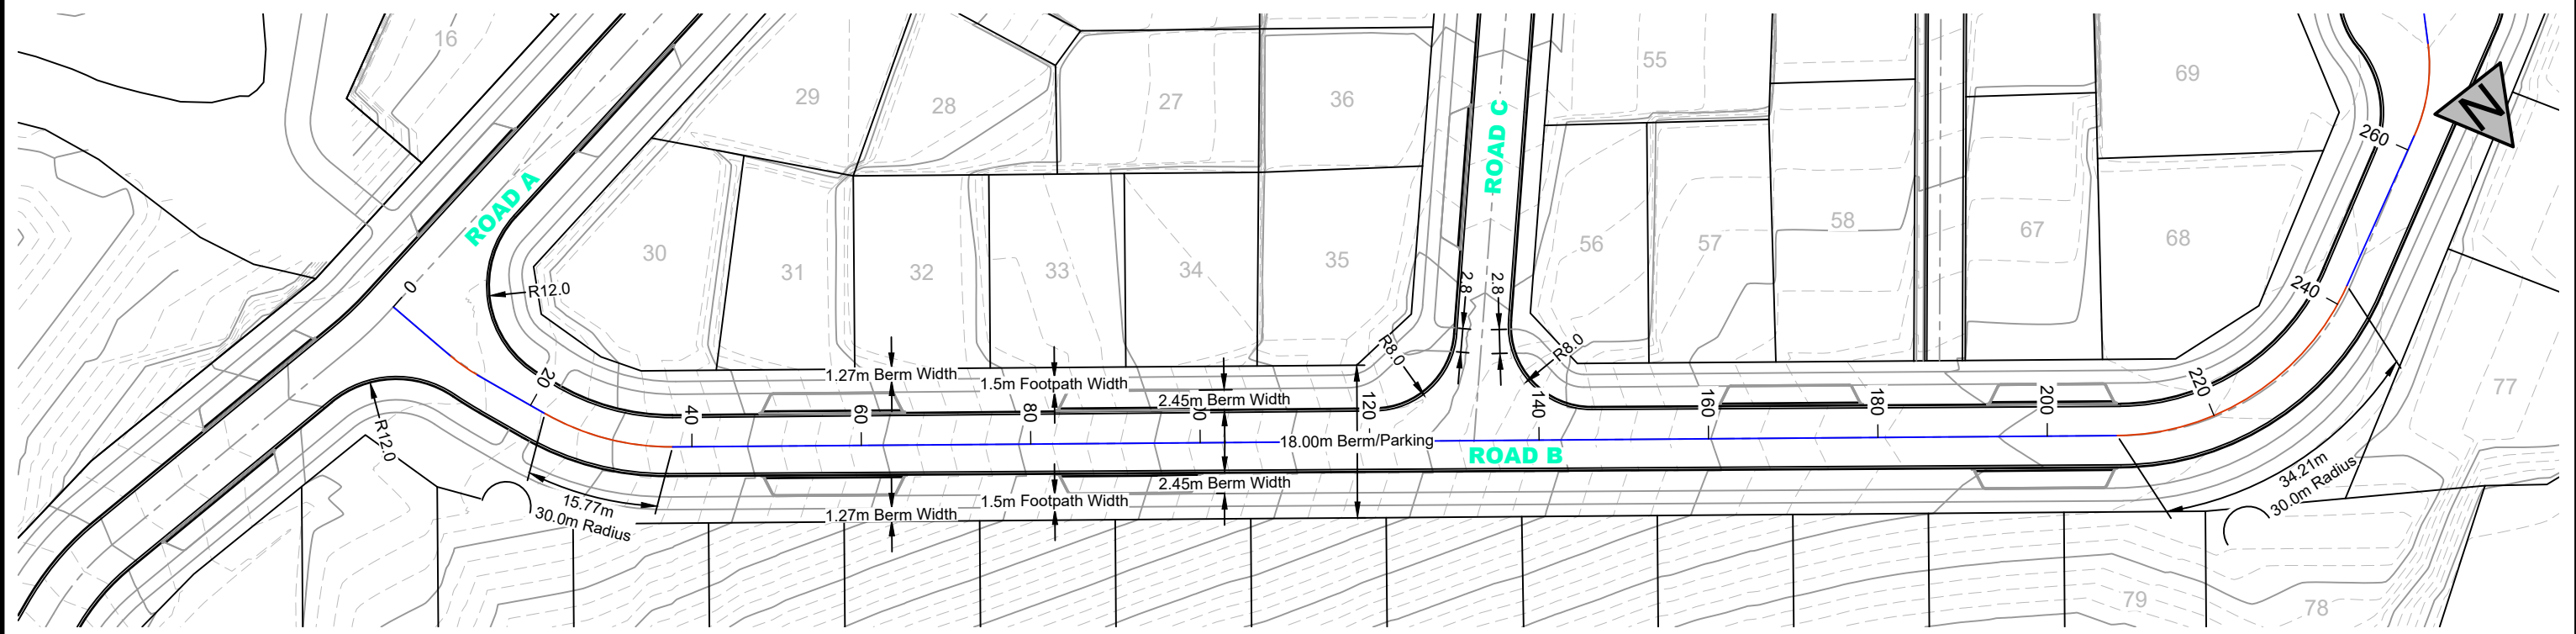 16
29
28
27
36
55
69
N
ROAD A
ROAD C
260
30
31
32
33
34
35
56
57
58
67
68
0
R12.0
2.8
2.8
240
R8.0
R8.0
20
1.27m Berm Width
1.5m Footpath Width
2.45m Berm Width
220
77
40
60
80
120
140
160
180
200
R12.0
18.00m Berm/Parking
ROAD B
15.77m
30.0m Radius
1.27m Berm Width
1.5m Footpath Width
2.45m Berm Width
34.21m
30.0m Radius
79
78